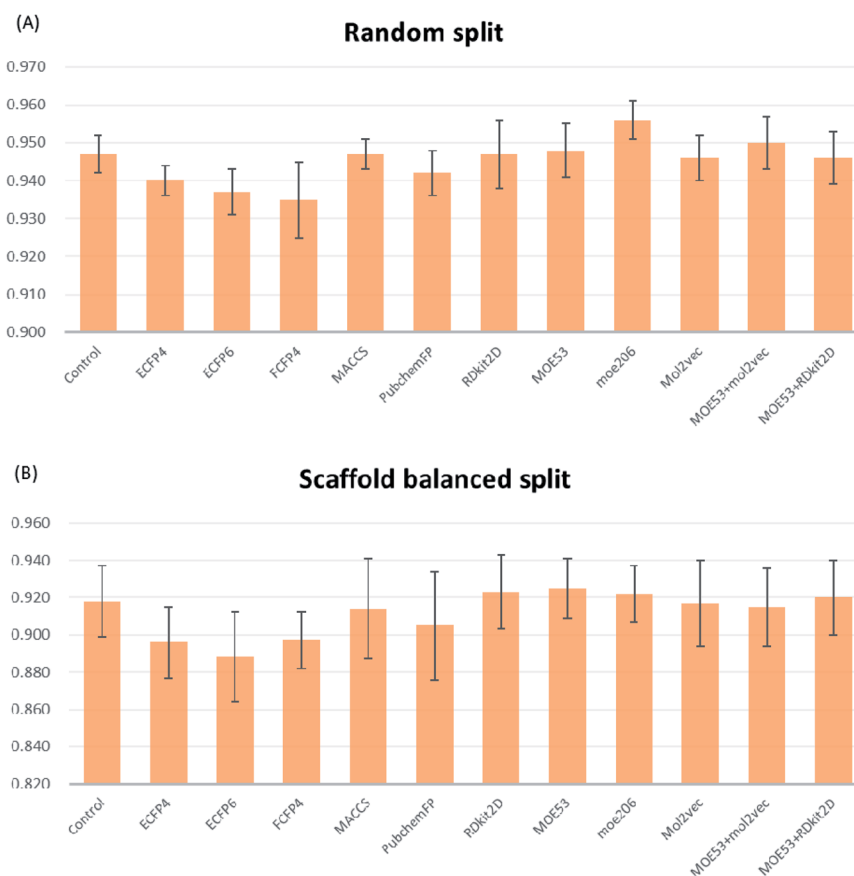 (A)
Random split
0.970
0.960
0.950
0.940
0.930
0.920
0.910
0.900
Control
ECFP4
ECFP6
FCFP4
MACCS
PubchemFP
RDkit2D
MOE53
moe206
Mol2vec
MOE53+mol2vec
MOE53+RDkit2D
(B)
Scaffold balanced split
0.960
0.940
0.920
0.900
0.880
0.860
0.840
0.820
Control
ECFP4
ECFP6
FCFP4
MACCS
PubchemFP
RDkit2D
MOE53
moe206
Mol2vec
MOE53+mol2vec
MOE53+RDkit2D